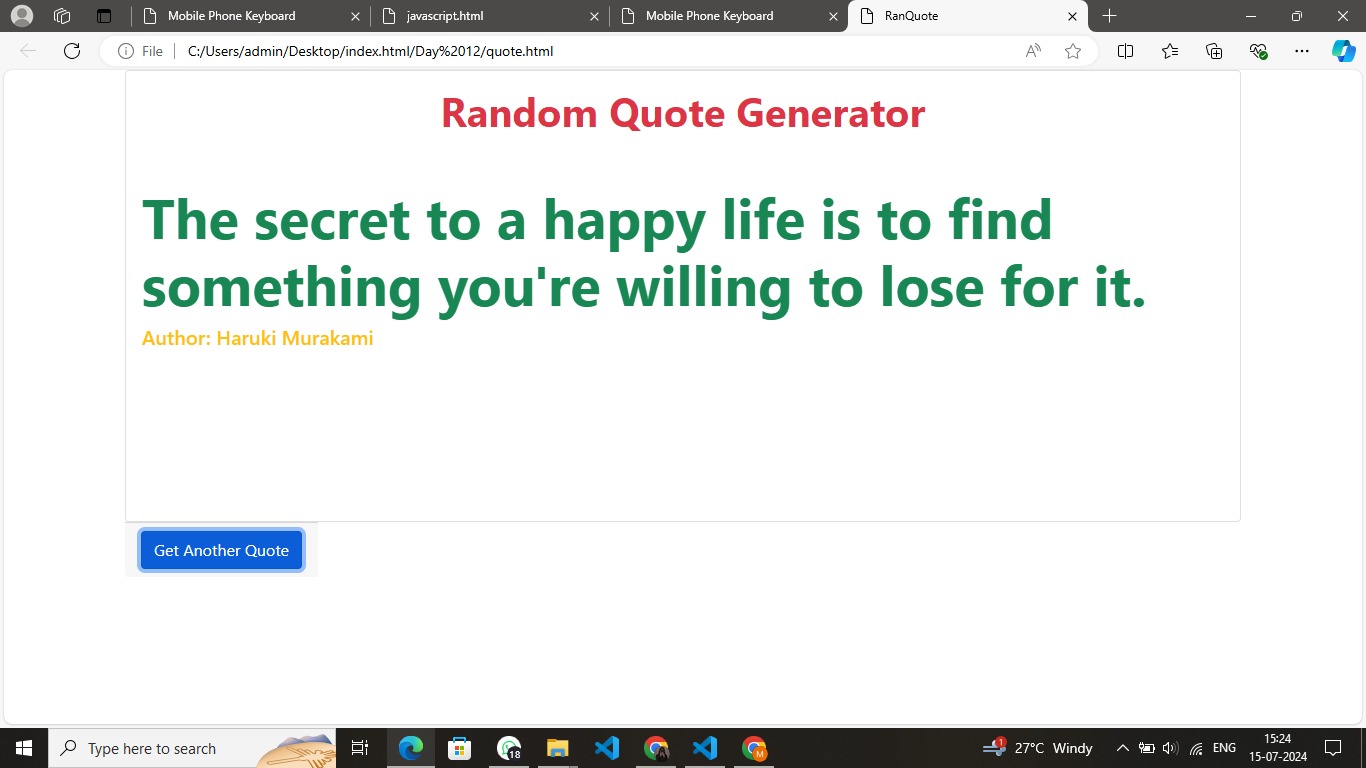 Mobile Phone Keyboard
javascript.html
Mobile Phone Keyboard
RanQuote
File
C:/Users/admin/Desktop/index.html/Day%2012/quote.html
Random Quote Generator
The secret to a happy life is to find
something you're willing to lose for it.
Author: Haruki Murakami
Get Another Quote
Type here to search
18
A
M
1
27°C Windy
ENG
15:24
15-07-2024